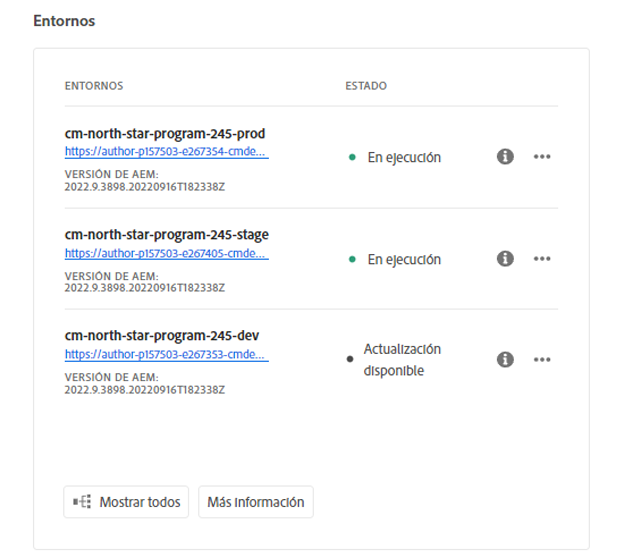 Entornos
ENTORNOS ESTADO
cm-north-star-program-245-prod
https://author-p157503-e267354-cmde...
En ejecución
VERSIÓN DE AEM:
2022.9.3898.20220916T182338Z
cm-north-star-program-245-stage
https://author-p157503-e267405-cmde...
En ejecución
VERSIÓN DE AEM:
2022.9.3898.20220916T182338Z
cm-north-star-program-245-dev
https://author-p157503-e267353-cmde...
Actualización
disponible
VERSIÓN DE AEM:
2022.9.3898.20220916T182338Z
Mostrar todos Más información